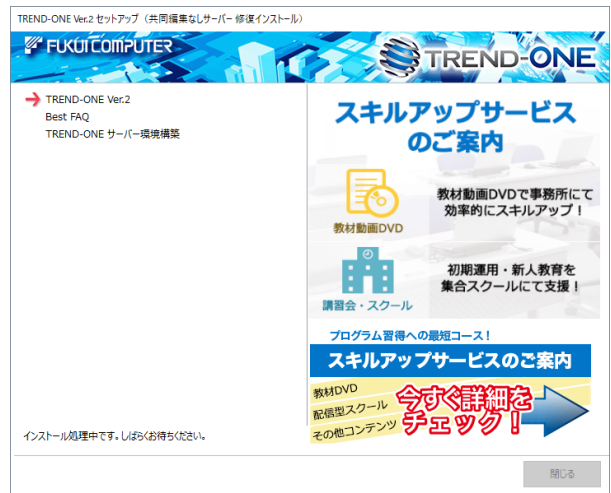 TREND-ONE Ver.2 セットアップ（共同編集なしサーバー 修復インストール）
FUKUI COMPUTER
TREND-ONE
TREND-ONE Ver.2
Best FAQ
TREND-ONE サーバー環境構築
スキルアップサービス
のご案内
教材動画DVDで事務所にて
効率的にスキルアップ！
教材動画DVD
初期運用・新人教育を
集合スクールにて支援！
講習会・スクール
プログラム習得への最短コース！
スキルアップサービスのご案内
教材DVD
配信型スクール
その他コンテンツ
今すぐ詳細を
チェック！
インストール処理中です。しばらくお待ちください。
閉じる